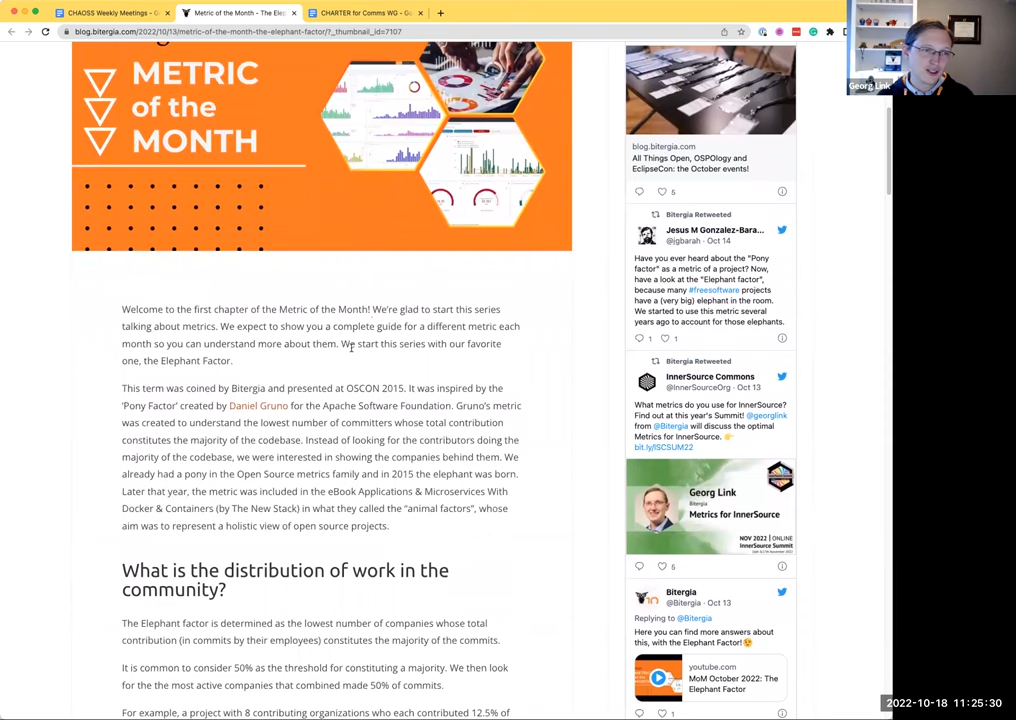 CHAOSS Weekly Meetings - G
Metric of the Month - The Ele
CHARTER for Comms WG - Go
blog.bitergia.com/2022/10/13/metric-of-the-month-the-elephant-factor/?_thumbnail_id=7107
Georg Link
METRIC
of the
MONTH
Welcome to the first chapter of the Metric of the Month! We're glad to start this series
talking about metrics. We expect to show you a complete guide for a different metric each
month so you can understand more about them. We start this series with our favorite
one, the Elephant Factor.
This term was coined by Bitergia and presented at OSCON 2015. It was inspired by the
'Pony Factor' created by Daniel Gruno for the Apache Software Foundation. Gruno's metric
was created to understand the lowest number of committers whose total contribution
constitutes the majority of the codebase. Instead of looking for the contributors doing the
majority of the codebase, we were interested in showing the companies behind them. We
already had a pony in the Open Source metrics family and in 2015 the elephant was born.
Later that year, the metric was included in the eBook Applications & Microservices With
Docker & Containers (by The New Stack) in what they called the "animal factors", whose
aim was to represent a holistic view of open source projects.
What is the distribution of work in the
community?
The Elephant factor is determined as the lowest number of companies whose total
contribution (in commits by their employees) constitutes the majority of the commits.
It is common to consider 50% as the threshold for constituting a majority. We then look
for the the most active companies that combined made 50% of commits.
For example, a project with 8 contributing organizations who each contributed 12.5% of
blog.bitergia.com
All Things Open, OSPOlogy and
EclipseCon: the October events!
5
Bitergia Retweeted
Jesus M Gonzalez-Bara...
@jgbarah · Oct 14
Have you ever heard about the "Pony
factor" as a metric of a project? Now,
have a look at the "Elephant factor",
because many #freesoftware projects
have a (very big) elephant in the room.
We started to use this metric several
years ago to account for those elephants.
1 1
Bitergia Retweeted
InnerSource Commons
@InnerSourceOrg · Oct 13
What metrics do you use for InnerSource?
Find out at this year's Summit! @georglink
from @Bitergia will discuss the optimal
Metrics for InnerSource. 👉
bit.ly/ISCSUM22
Georg Link
Bitergia
Metrics for InnerSource
NOV 2022 | ONLINE
InnerSource Summit
5
Bitergia
@Bitergia · Oct 13
Replying to @Bitergia
Here you can find more answers about
this, with the Elephant Factor!😉
youtube.com
MoM October 2022: The
Elephant Factor
1
2022-10-18 11:25:30